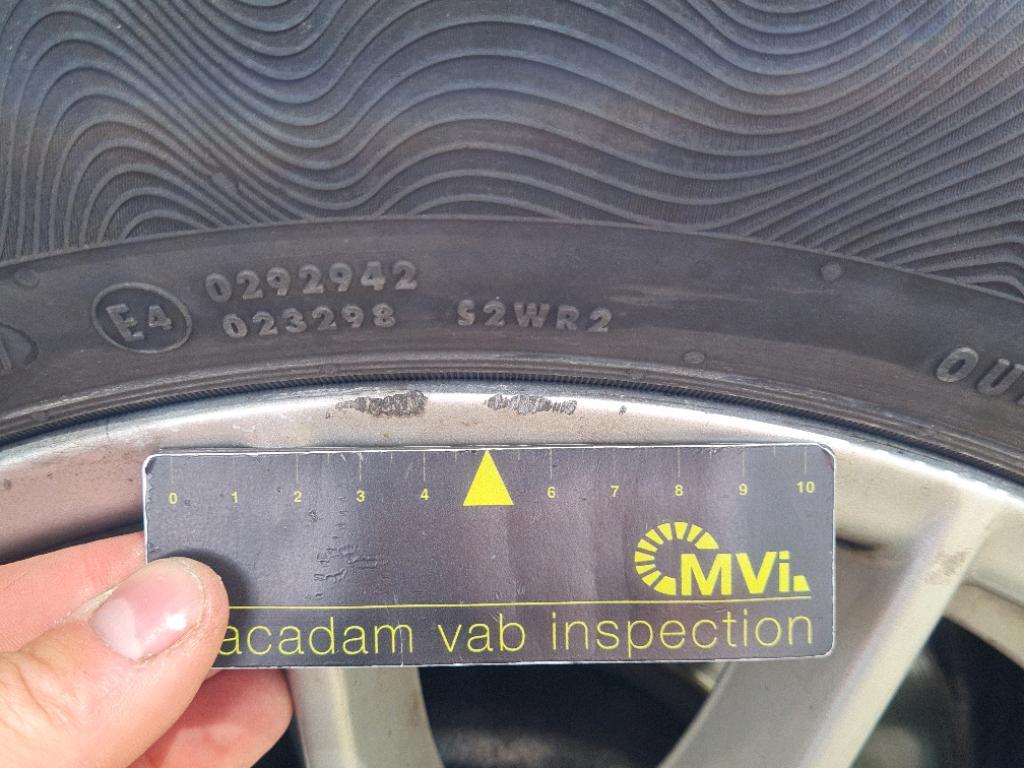 E4
0292942
023298 S2WR2
OU
0 1 2 3 4 6 7 8 9 10
MVi.
acadam vab inspection